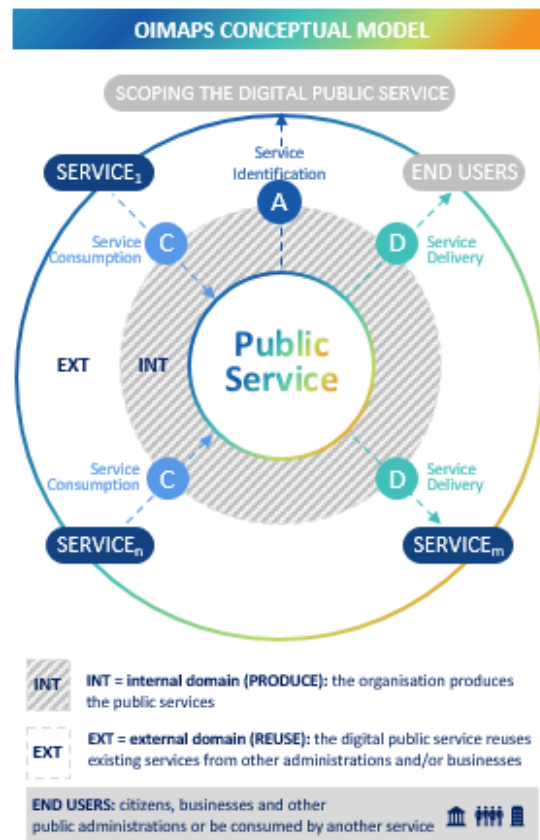 OIMAPS CONCEPTUAL MODEL
SCOPING THE DIGITAL PUBLIC SERVICE
SERVICE1
Service
Identification
END USERS
A
Service
Consumption
C
D
Service
Delivery
EXT
INT
Public
Service
Service
Consumption
C
D
Service
Delivery
SERVICEn
SERVICEm
INT
INT = internal domain (PRODUCE): the organisation produces
the public services
EXT
EXT = external domain (REUSE): the digital public service reuses
existing services from other administrations and/or businesses
END USERS: citizens, businesses and other
public administrations or be consumed by another service